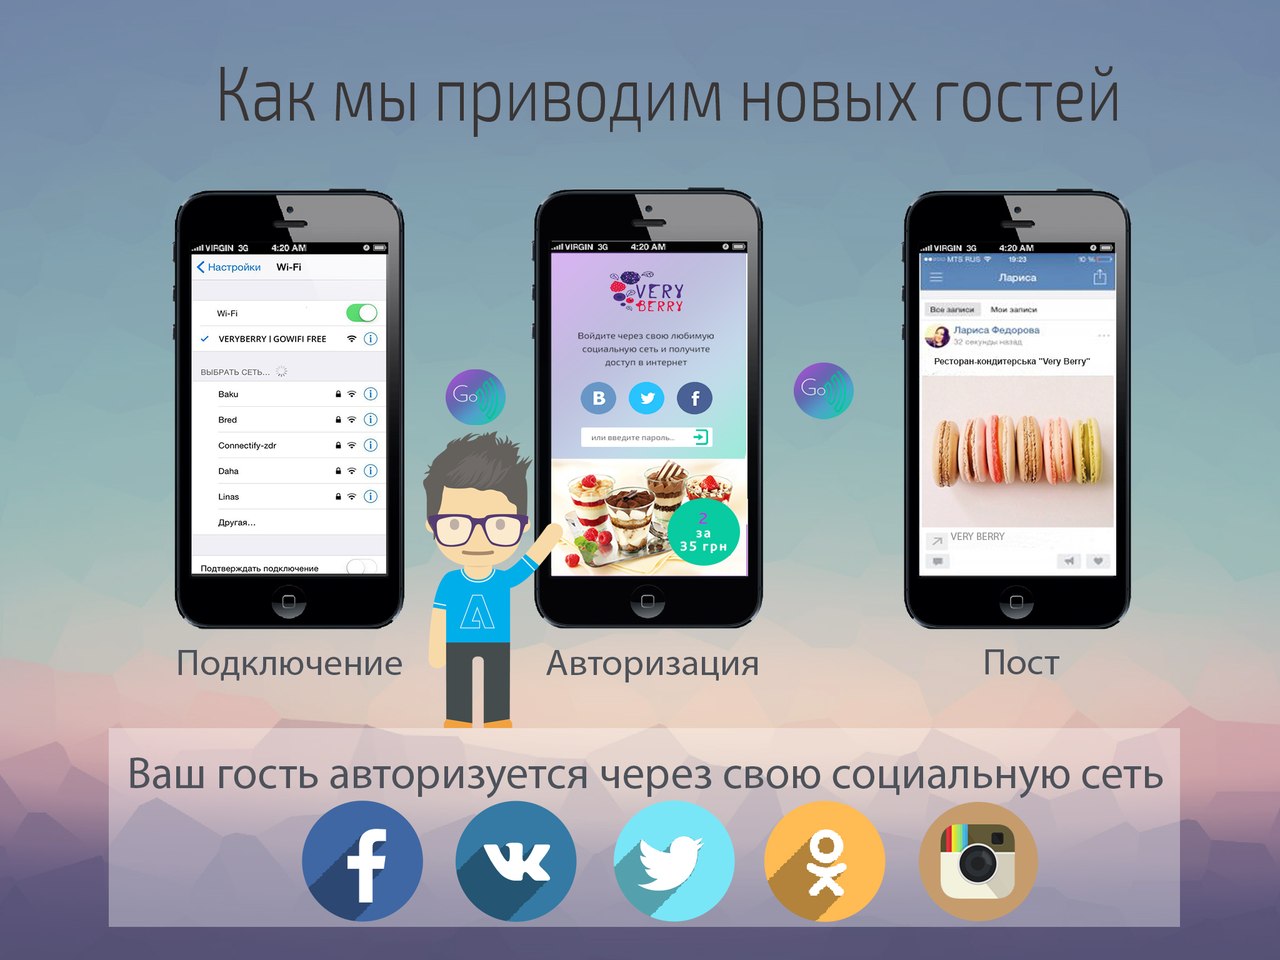 Как мы приводим новых гостей
VIRGIN 3G 4:20 AM
Настройки Wi-Fi
Wi-Fi
VERYBERRY I GOWIFI FREE
ВЫБРАТЬ СЕТЬ...
Baku
Bred
Connectify-zdr
Daha
Linas
Другая...
Подтверждать подключение
Подключение
Go
VIRGIN 3G 4:20 AM
VERY
BERRY
Войдите через свою любимую
социальную сеть и получите
доступ в интернет
или введите пароль...
2
за
35 грн
Авторизация
Go
VIRGIN 3G 4:20 AM
MTS RUS 19:23 10 %
Лариса
Все записи Мои записи
Лариса Федорова
32 секунды назад
Ресторан-кондитерська "Very Berry"
VERY BERRY
Пост
Ваш гость авторизуется через свою социальную сеть